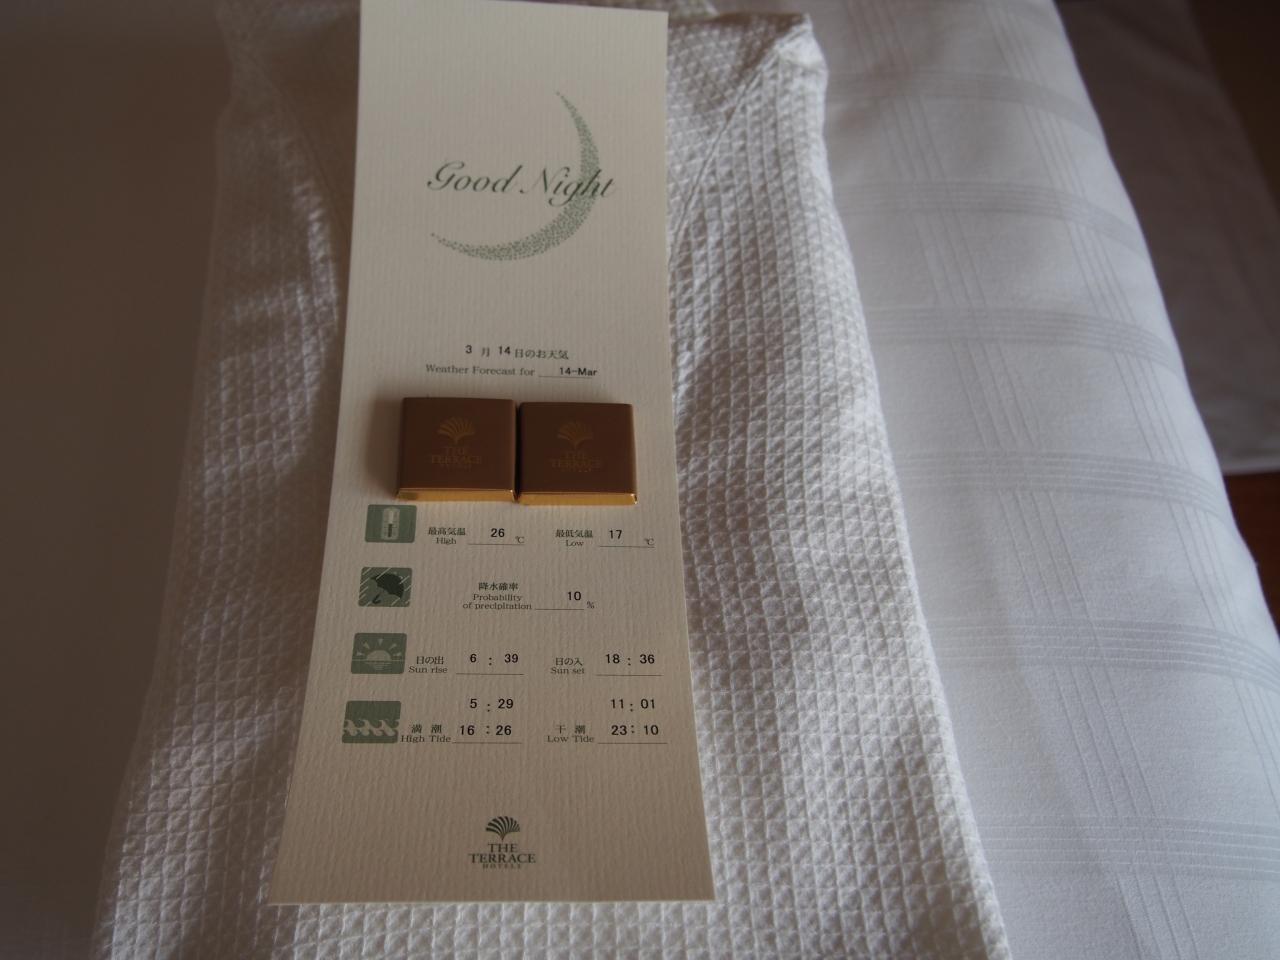 Good Night
3 月 14 日のお天気
Weather Forecast for 14-Mar
THE TERRACE HOTELS
THE TERRACE HOTELS
最高気温 26 ℃ 最低気温 17 ℃
High Low
降水確率
Probability of precipitation 10 %
日の出 6 : 39 日の入 18 : 36
Sun rise Sun set
5 : 29 11 : 01
満潮 16 : 26 干潮 23 : 10
High Tide Low Tide
THE
TERRACE
HOTELS